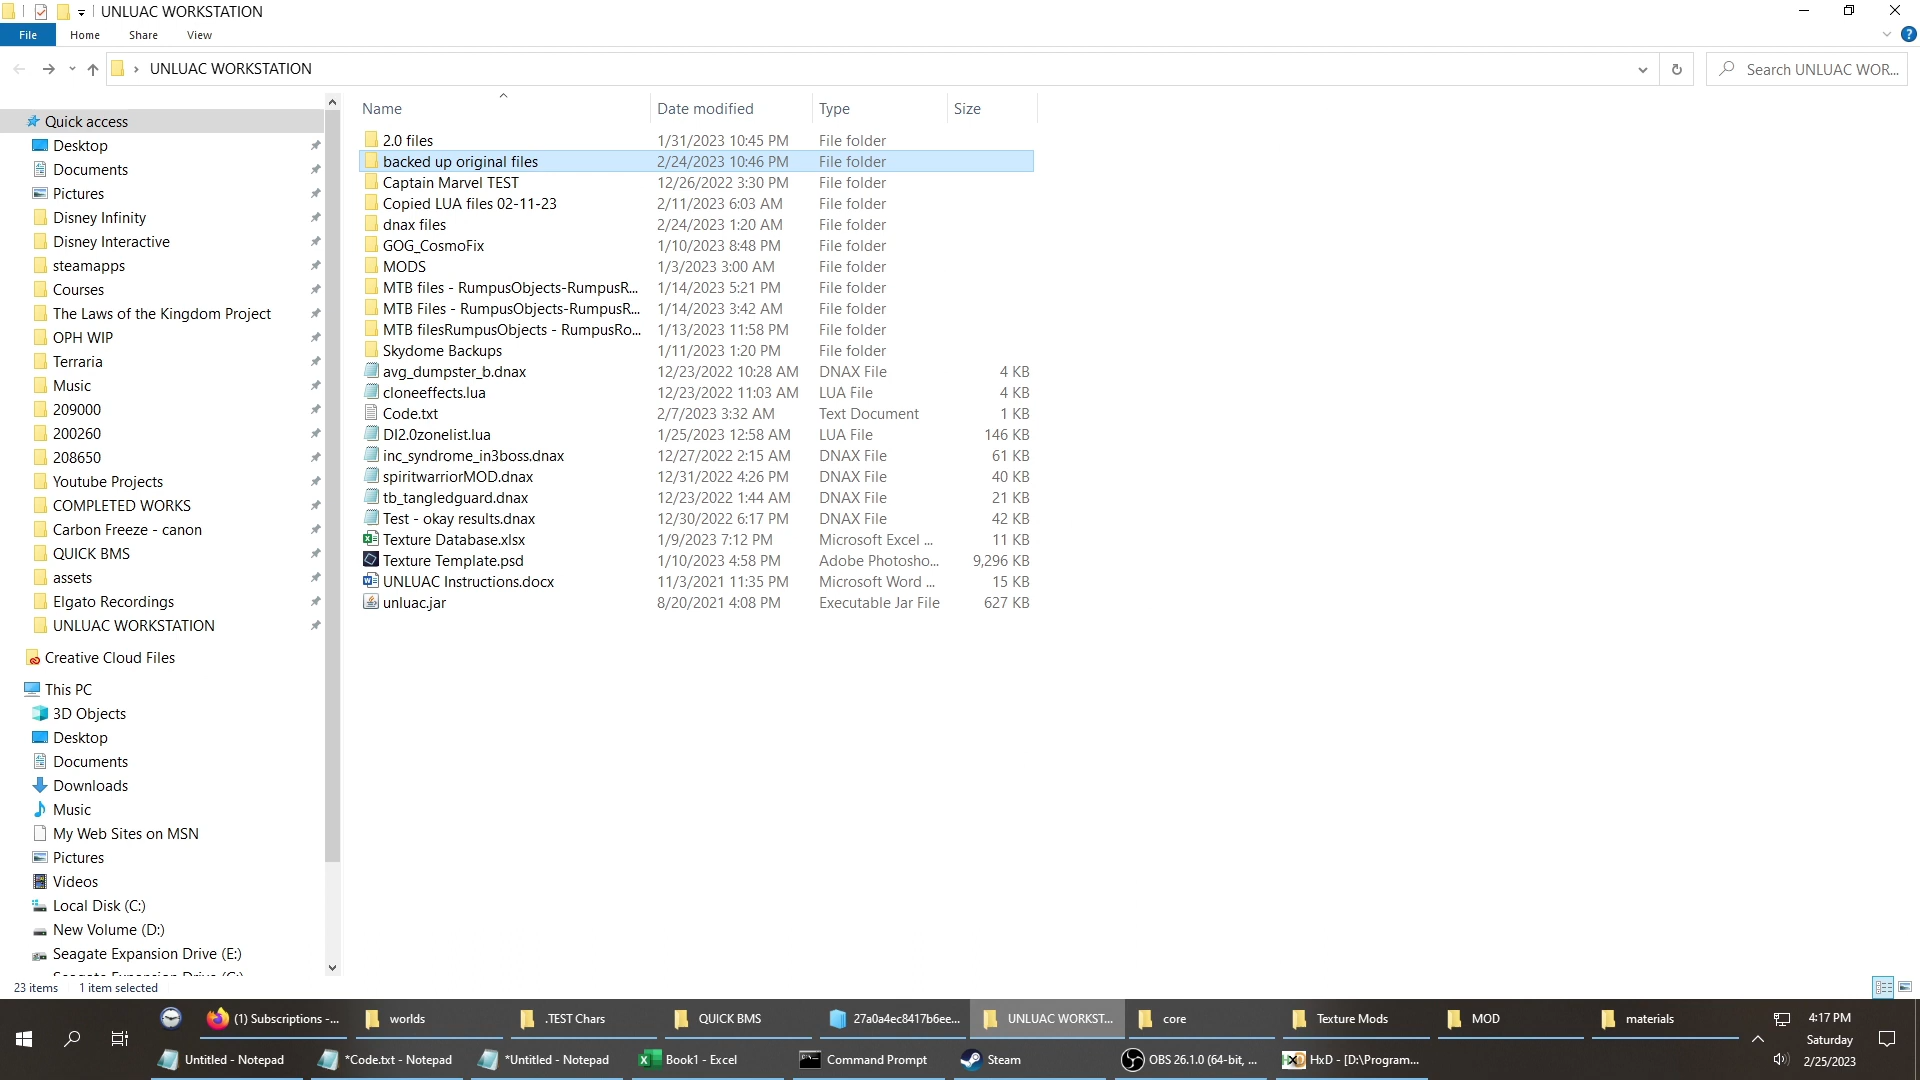 UNLUAC WORKSTATION
File Home Share View
UNLUAC WORKSTATION
Search UNLUAC WOR...
Name Date modified Type Size
Quick access
Desktop
Documents
Pictures
Disney Infinity
Disney Interactive
steamapps
Courses
The Laws of the Kingdom Project
OPH WIP
Terraria
Music
209000
200260
208650
Youtube Projects
COMPLETED WORKS
Carbon Freeze - canon
QUICK BMS
assets
Elgato Recordings
UNLUAC WORKSTATION
Creative Cloud Files
This PC
3D Objects
Desktop
Documents
Downloads
Music
My Web Sites on MSN
Pictures
Videos
Local Disk (C:)
New Volume (D:)
Seagate Expansion Drive (E:)
2.0 files 1/31/2023 10:45 PM File folder
backed up original files 2/24/2023 10:46 PM File folder
Captain Marvel TEST 12/26/2022 3:30 PM File folder
Copied LUA files 02-11-23 2/11/2023 6:03 AM File folder
dnax files 2/24/2023 1:20 AM File folder
GOG_CosmoFix 1/10/2023 8:48 PM File folder
MODS 1/3/2023 3:00 AM File folder
MTB files - RumpusObjects-RumpusR... 1/14/2023 5:21 PM File folder
MTB Files - RumpusObjects-RumpusR... 1/14/2023 3:42 AM File folder
MTB filesRumpusObjects - RumpusRo... 1/13/2023 11:58 PM File folder
Skydome Backups 1/11/2023 1:20 PM File folder
avg_dumpster_b.dnax 12/23/2022 10:28 AM DNAX File 4 KB
cloneeffects.lua 12/23/2022 11:03 AM LUA File 4 KB
Code.txt 2/7/2023 3:32 AM Text Document 1 KB
DI2.0zonelist.lua 1/25/2023 12:58 AM LUA File 146 KB
inc_syndrome_in3boss.dnax 12/27/2022 2:15 AM DNAX File 61 KB
spiritwarriorMOD.dnax 12/31/2022 4:26 PM DNAX File 40 KB
tb_tangledguard.dnax 12/23/2022 1:44 AM DNAX File 21 KB
Test - okay results.dnax 12/30/2022 6:17 PM DNAX File 42 KB
Texture Database.xlsx 1/9/2023 7:12 PM Microsoft Excel ... 11 KB
Texture Template.psd 1/10/2023 4:58 PM Adobe Photosho... 9,296 KB
UNLUAC Instructions.docx 11/3/2021 11:35 PM Microsoft Word ... 15 KB
unluac.jar 8/20/2021 4:08 PM Executable Jar File 627 KB
23 items 1 item selected
(1) Subscriptions -... worlds .TEST Chars QUICK BMS 27a0a4ec8417b6ee... UNLUAC WORKST... core Texture Mods MOD materials
Untitled - Notepad *Code.txt - Notepad *Untitled - Notepad Book1 - Excel Command Prompt Steam OBS 26.1.0 (64-bit, ... HxD - [D:\Program...
4:17 PM
Saturday
2/25/2023